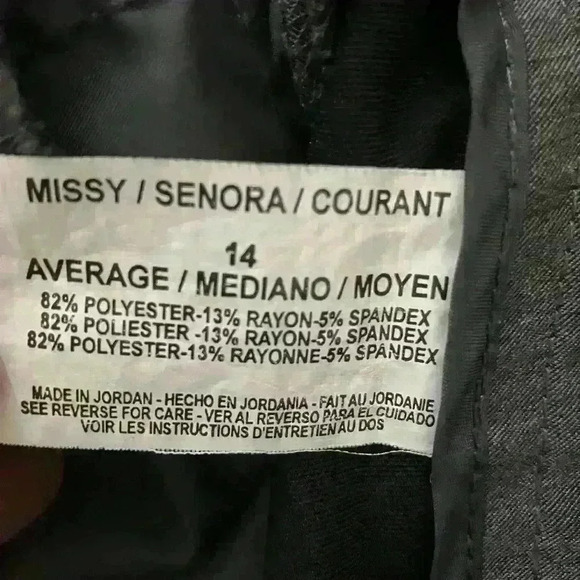 MISSY / SENORA / COURANT
14
AVERAGE / MEDIANO / MOYEN
82% POLYESTER-13% RAYON-5% SPANDEX
82% POLIESTER -13% RAYON-5% SPANDEX
82% POLYESTER-13% RAYONNE-5% SPANDEX
MADE IN JORDAN - HECHO EN JORDANIA - FAIT AU JORDANIE
SEE REVERSE FOR CARE - VER AL REVERSO PARA EL CUIDADO
VOIR LES INSTRUCTIONS D'ENTRETIEN AU DOS